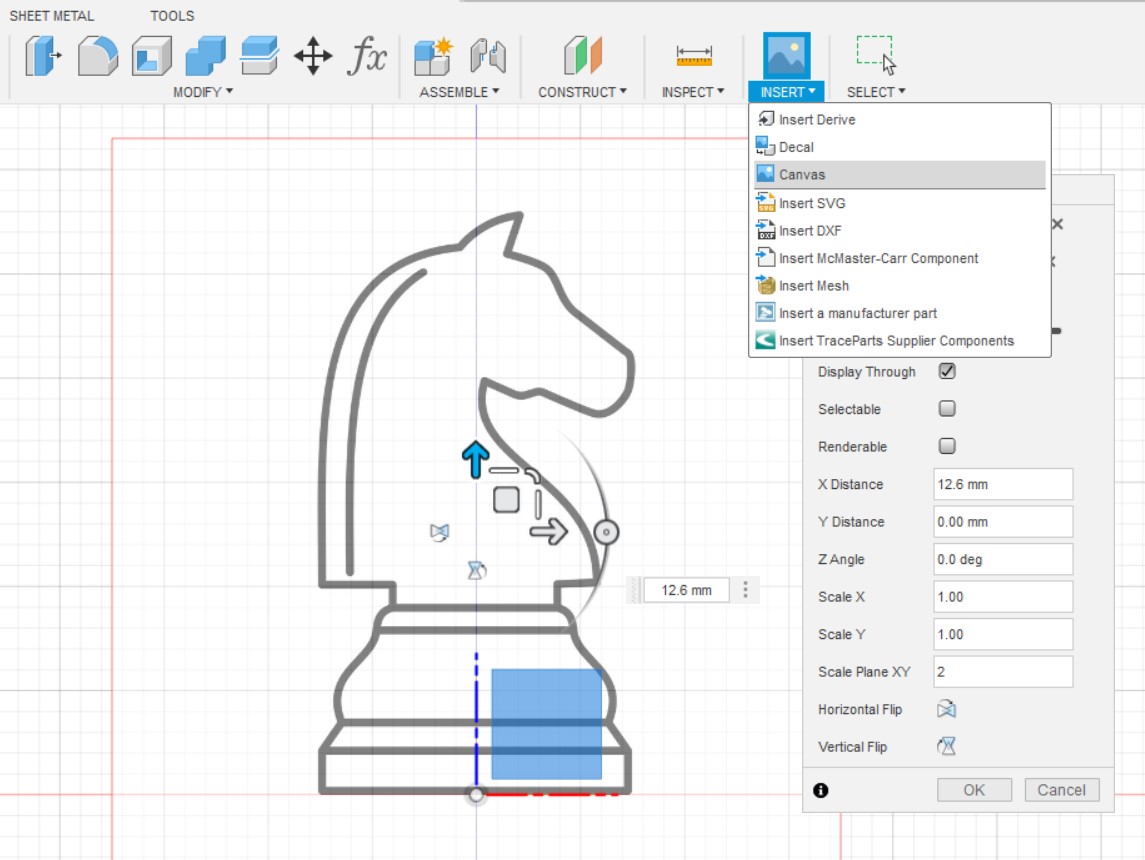 SHEET METAL TOOLS
MODIFY ASSEMBLE CONSTRUCT INSPECT INSERT SELECT
Insert Derive
Decal
Canvas
Insert SVG
Insert DXF
Insert McMaster-Carr Component
Insert Mesh
Insert a manufacturer part
Insert TraceParts Supplier Components
Display Through
Selectable
Renderable
X Distance 12.6 mm
Y Distance 0.00 mm
Z Angle 0.0 deg
Scale X 1.00
Scale Y 1.00
Scale Plane XY 2
Horizontal Flip
Vertical Flip
OK Cancel
12.6 mm